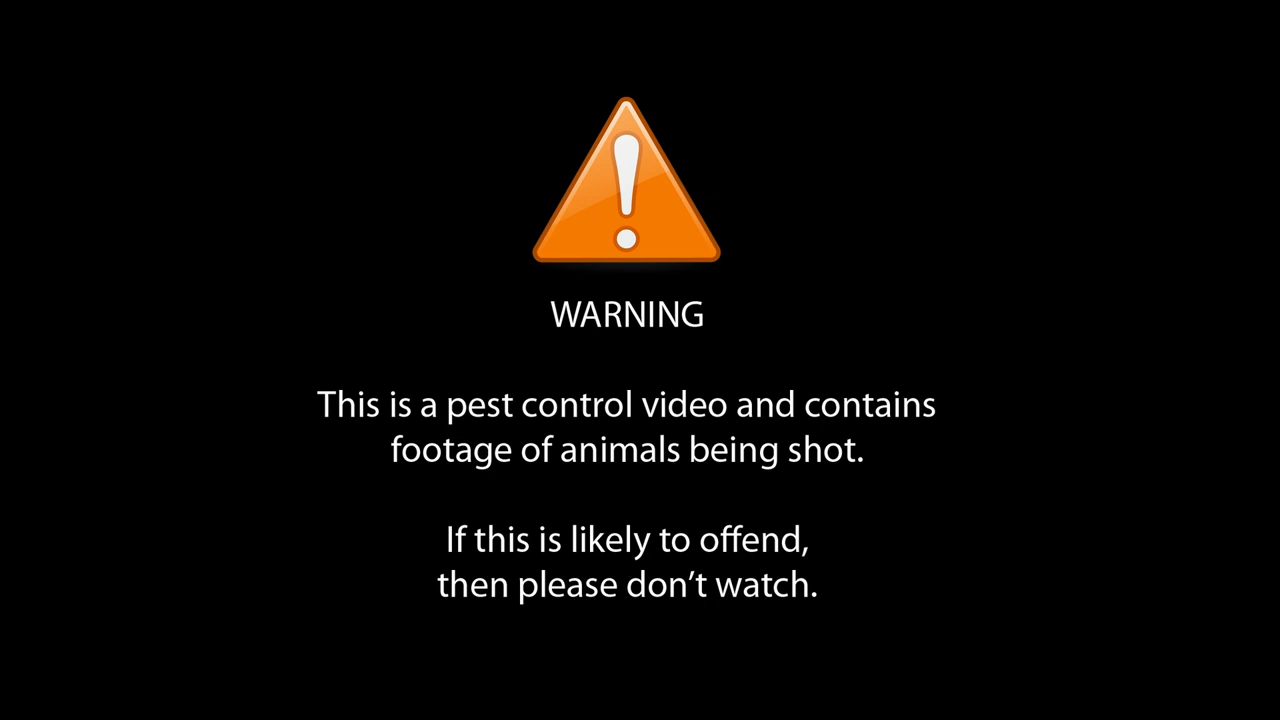 WARNING
This is a pest control video and contains
footage of animals being shot.
If this is likely to offend,
then please don’t watch.